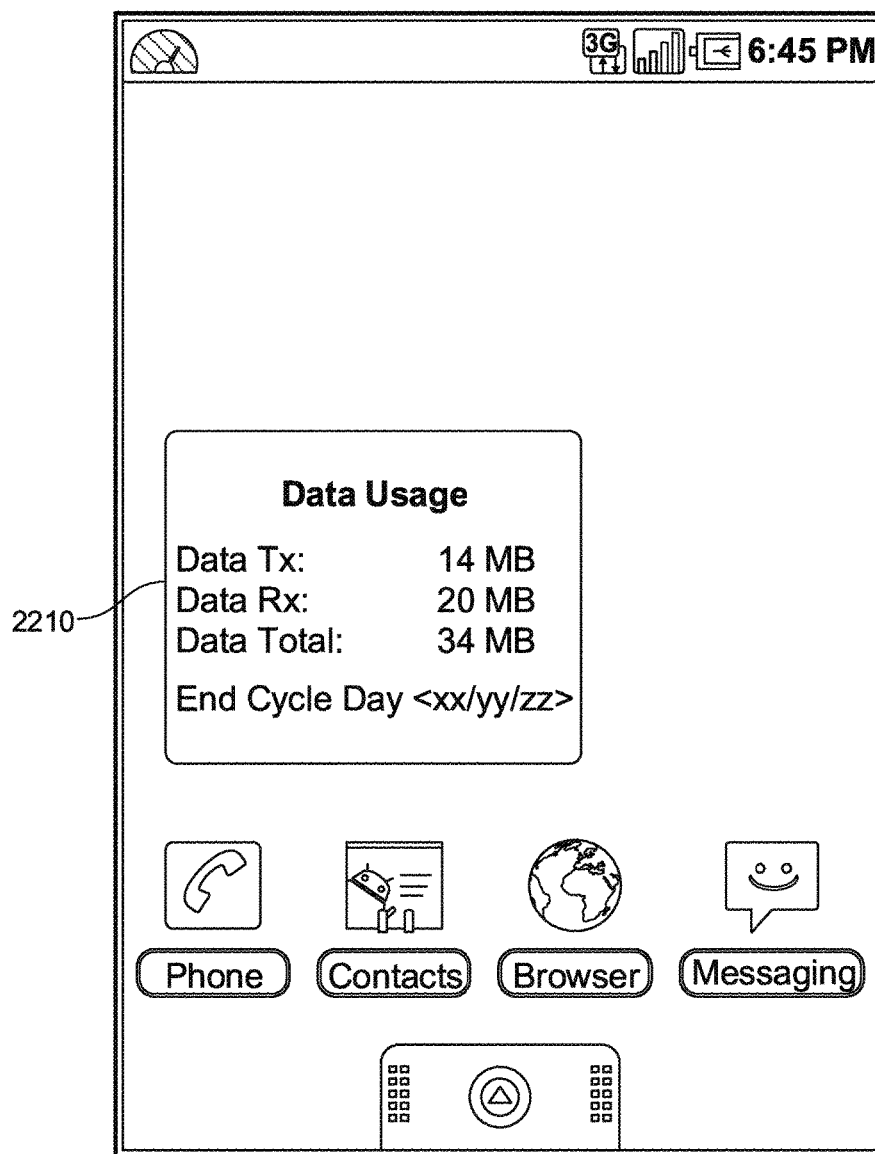 3G 6:45 PM
Data Usage
Data Tx: 14 MB
Data Rx: 20 MB
2210
Data Total: 34 MB
End Cycle Day <xx/yy/zz>
Phone Contacts Browser Messaging